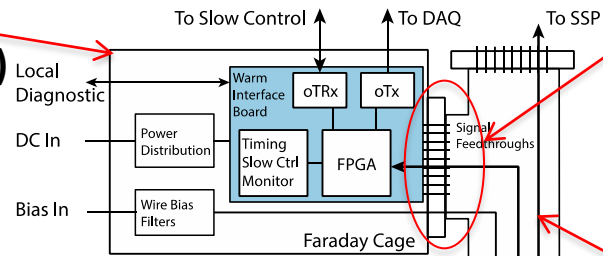 To Slow Control
To DAQ
To SSP
)
Local
Diagnostic
Warm
Interface
Board
oTRx
oTx
Signal
Feedthroughs
DC In
Power
Distribution
Timing
Slow Ctrl
Monitor
FPGA
Bias In
Wire Bias
Filters
Faraday Cage